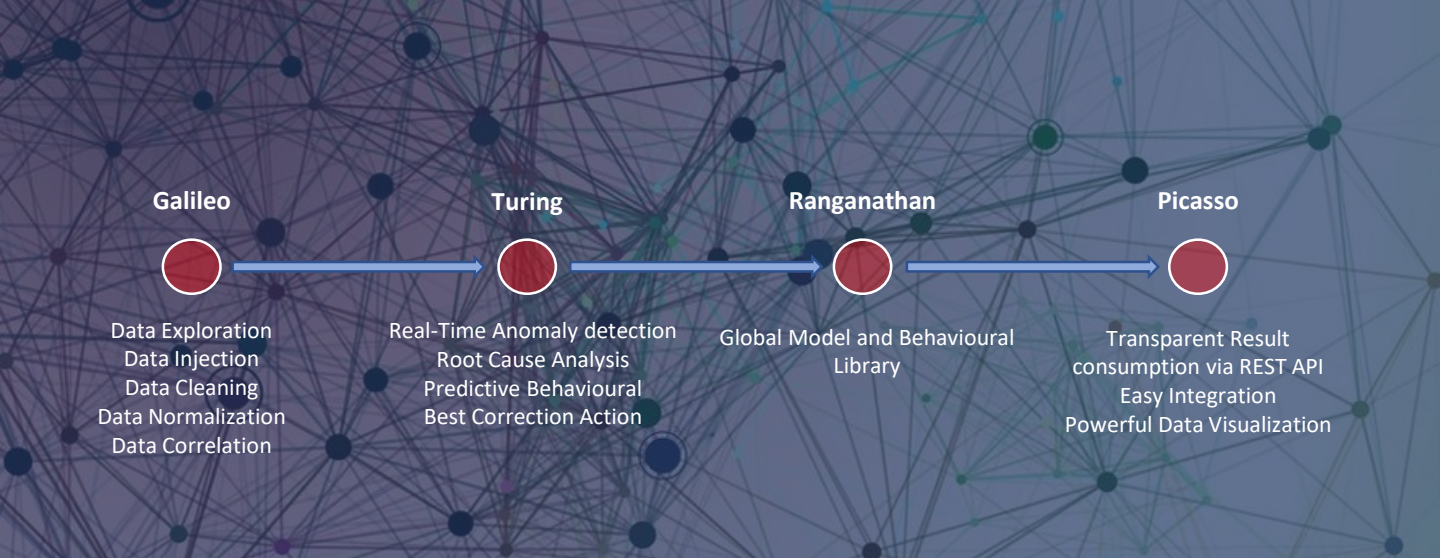 Galileo
Data Exploration
Data Injection
Data Cleaning
Data Normalization
Data Correlation
Turing
Real-Time Anomaly detection
Root Cause Analysis
Predictive Behavioural
Best Correction Action
Ranganathan
Global Model and Behavioural
Library
Picasso
Transparent Result
consumption via REST API
Easy Integration
Powerful Data Visualization